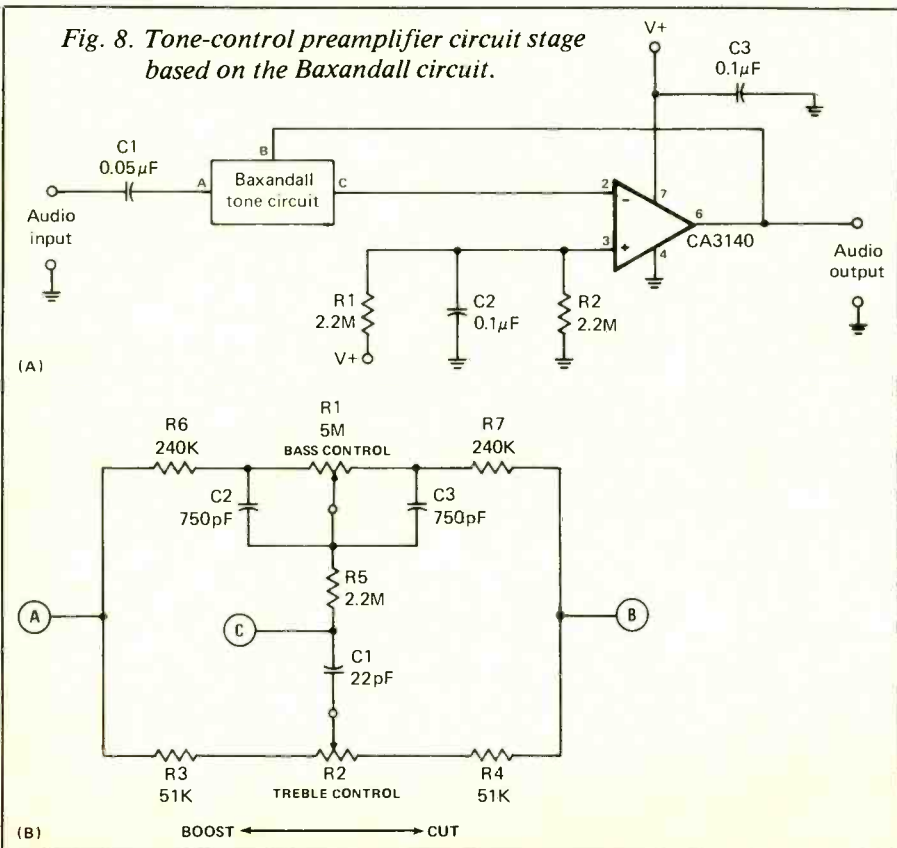 Fig. 8. Tone-control preamplifier circuit stage
based on the Baxandall circuit.
V+
C3
0.1µF
C1
0.05µF
B
A
Baxandall
tone circuit
C
2
-
7
6
3
+
4
CA3140
Audio
input
Audio
output
R1
2.2M
C2
0.1µF
R2
2.2M
V+
(A)
R6
240K
R1
5M
BASS CONTROL
R7
240K
C2
750pF
C3
750pF
R5
2.2M
A
C
B
C1
22pF
R3
51K
R2
TREBLE CONTROL
R4
51K
(B)
BOOST
CUT